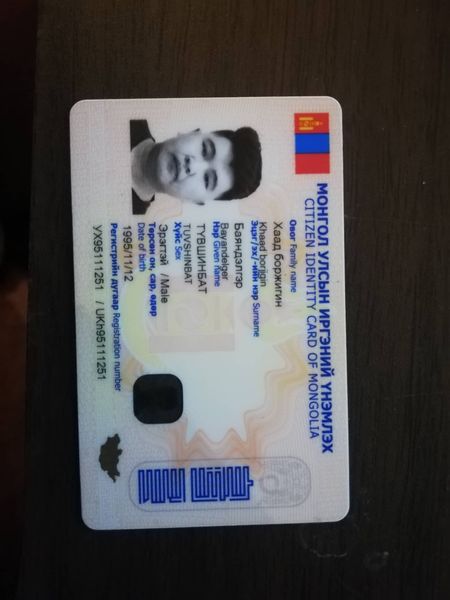 МОНГОЛ УЛСЫН ИРГЭНИЙ ҮНЭМЛЭХ
CITIZEN IDENTITY CARD OF MONGOLIA
Овог Family name
Хаад боржигин
Khaad borjigin
Эцэг/эх/-ийн нэр Surname
Баяндэлгэр
Bayandelger
Нэр Given name
ТҮВШИНБАТ
TUVSHINBAT
Хүйс Sex
Эрэгтэй / Male
Төрсөн он, сар, өдөр
Date of birth
1995/11/12
Регистрийн дугаар Registration number
УХ95111251 / UKh95111251